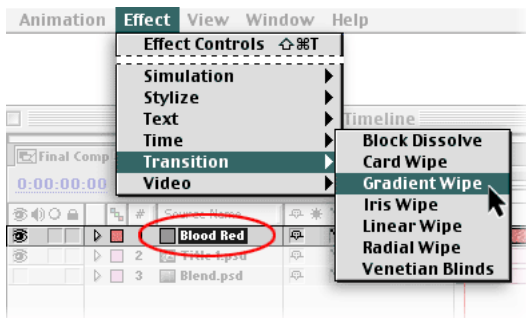 Animation Effect View Window Help
Effect Controls ⇧⌘T
Simulation
Stylize
Text
Time
Transition
Video
Timeline
Block Dissolve
Card Wipe
Gradient Wipe
Iris Wipe
Linear Wipe
Radial Wipe
Venetian Blinds
Final Comp
0:00:00:00
# Source Name
Blood Red
2 Title 1.psd
3 Blend.psd